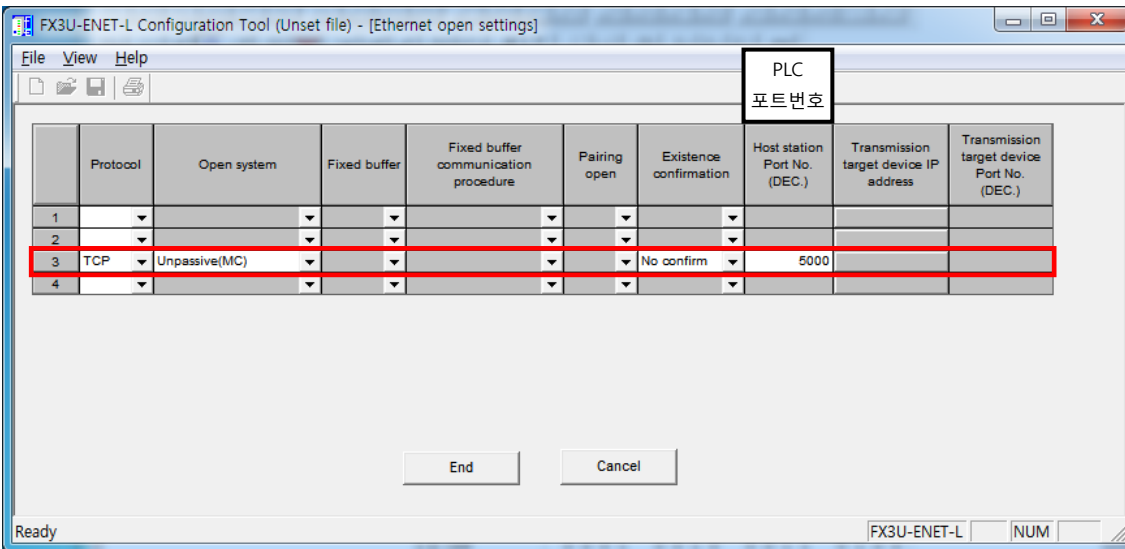 FX3U-ENET-L Configuration Tool (Unset file) - [Ethernet open settings]
File View Help
PLC
포트번호
Protocol
Open system
Fixed buffer
Fixed buffer
communication
procedure
Pairing
open
Existence
confirmation
Host station
Port No.
(DEC.)
Transmission
target device IP
address
Transmission
target device
Port No.
(DEC.)
1
2
3 TCP Unpassive(MC) No confirm 5000
4
End Cancel
Ready FX3U-ENET-L NUM